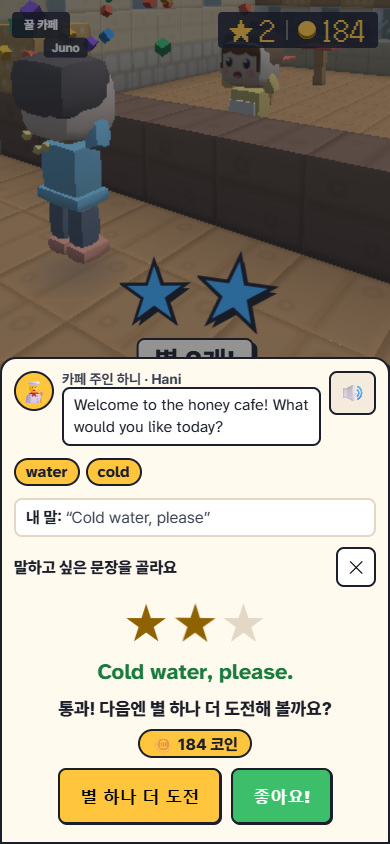 꿀 카페
2
184
Juno
카페 주인 하니 · Hani
Welcome to the honey cafe! What
would you like today?
water
cold
내 말: “Cold water, please”
말하고 싶은 문장을 골라요
Cold water, please.
통과! 다음엔 별 하나 더 도전해 볼까요?
184 코인
별 하나 더 도전
좋아요!